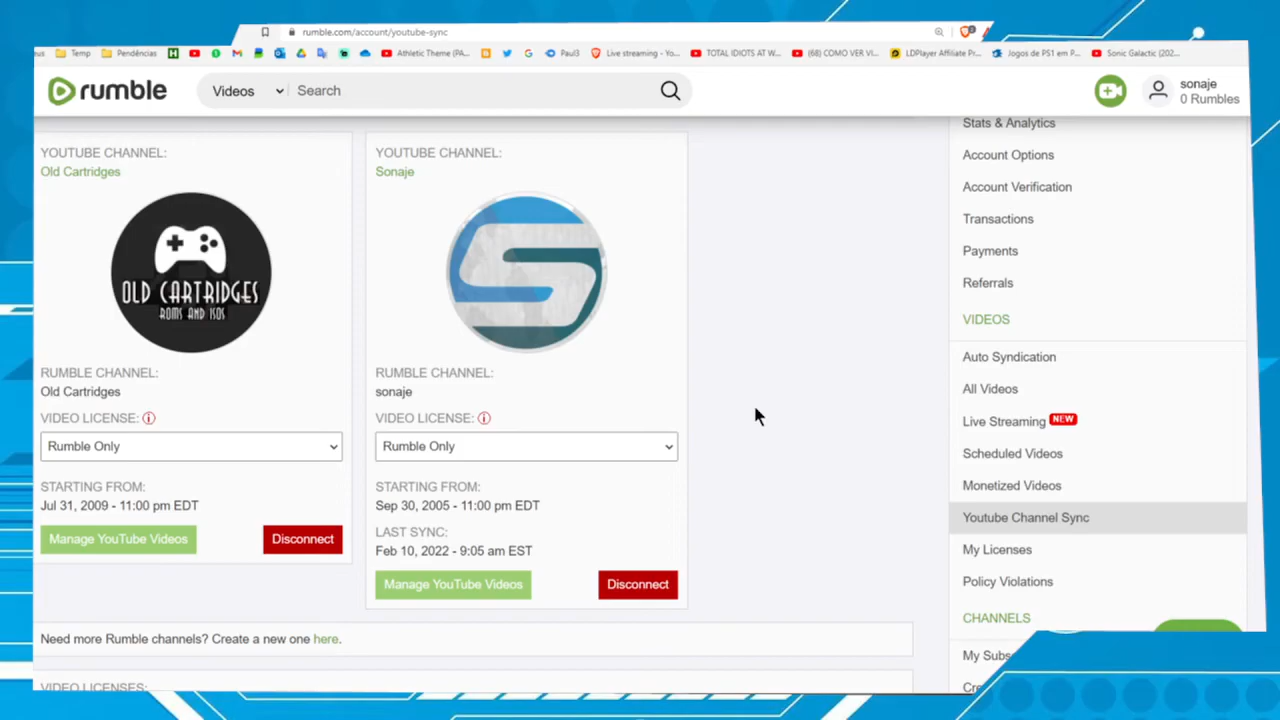 rumble.com/account/youtube-sync
Temp
Pendências
Athletic Theme (PA...
Paul3
Live streaming - Yo...
TOTAL IDIOTS AT W...
(68) COMO VER VI...
LDPlayer Affiliate Pr...
Jogos de PS1 em P...
Sonic Galactic (202...
rumble
Videos
Search
sonaje
0 Rumbles
YOUTUBE CHANNEL:
Old Cartridges
OLD CARTRIDGES
ROMS AND ISOS
RUMBLE CHANNEL:
Old Cartridges
VIDEO LICENSE:
Rumble Only
STARTING FROM:
Jul 31, 2009 - 11:00 pm EDT
Manage YouTube Videos
Disconnect
YOUTUBE CHANNEL:
Sonaje
S
RUMBLE CHANNEL:
sonaje
VIDEO LICENSE:
Rumble Only
STARTING FROM:
Sep 30, 2005 - 11:00 pm EDT
LAST SYNC:
Feb 10, 2022 - 9:05 am EST
Manage YouTube Videos
Disconnect
Need more Rumble channels? Create a new one here.
VIDEO LICENSES:
Stats & Analytics
Account Options
Account Verification
Transactions
Payments
Referrals
VIDEOS
Auto Syndication
All Videos
Live Streaming NEW
Scheduled Videos
Monetized Videos
Youtube Channel Sync
My Licenses
Policy Violations
CHANNELS
My Subs